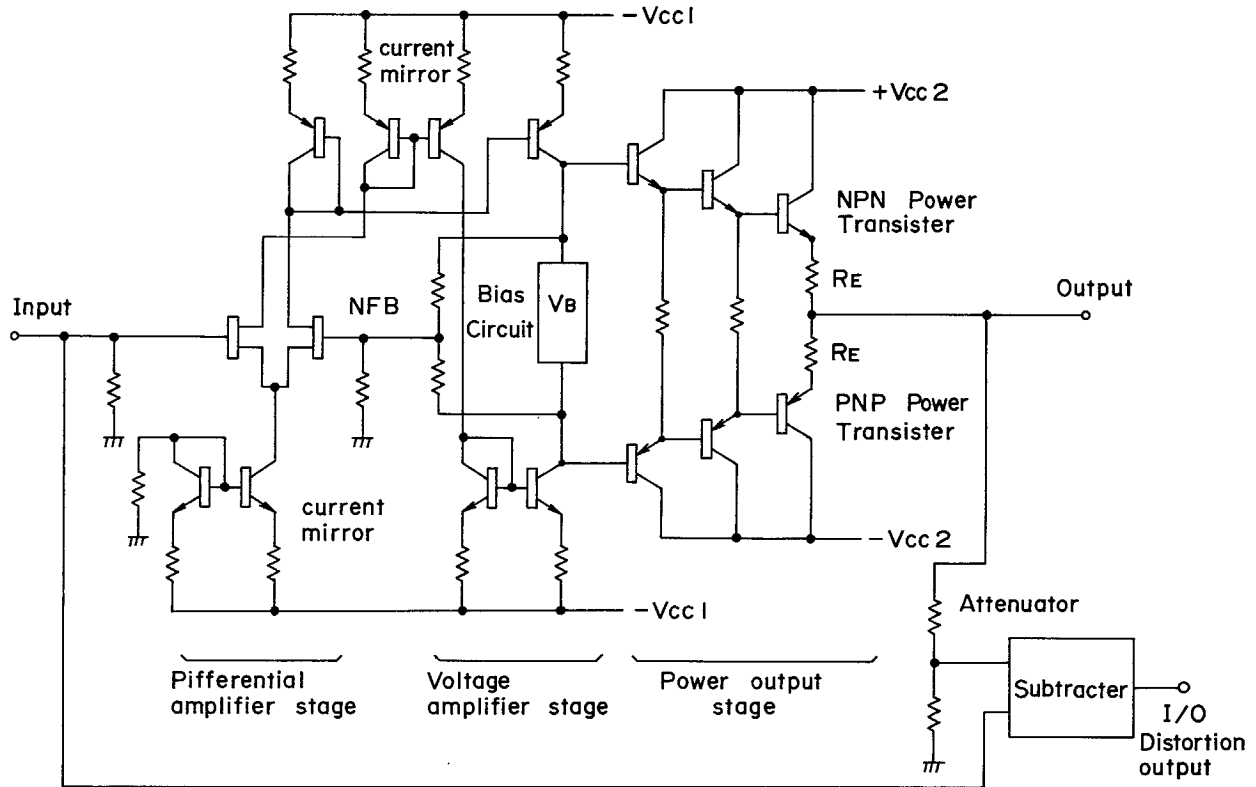 −Vcc1
current
mirror
+Vcc2
NPN Power
Transister
RE
Input
NFB
Bias
Circuit
VB
Output
RE
PNP Power
Transister
current
mirror
−Vcc2
−Vcc1
Attenuator
Pifferential
amplifier stage
Voltage
amplifier stage
Power output
stage
Subtracter
I/O
Distortion
output